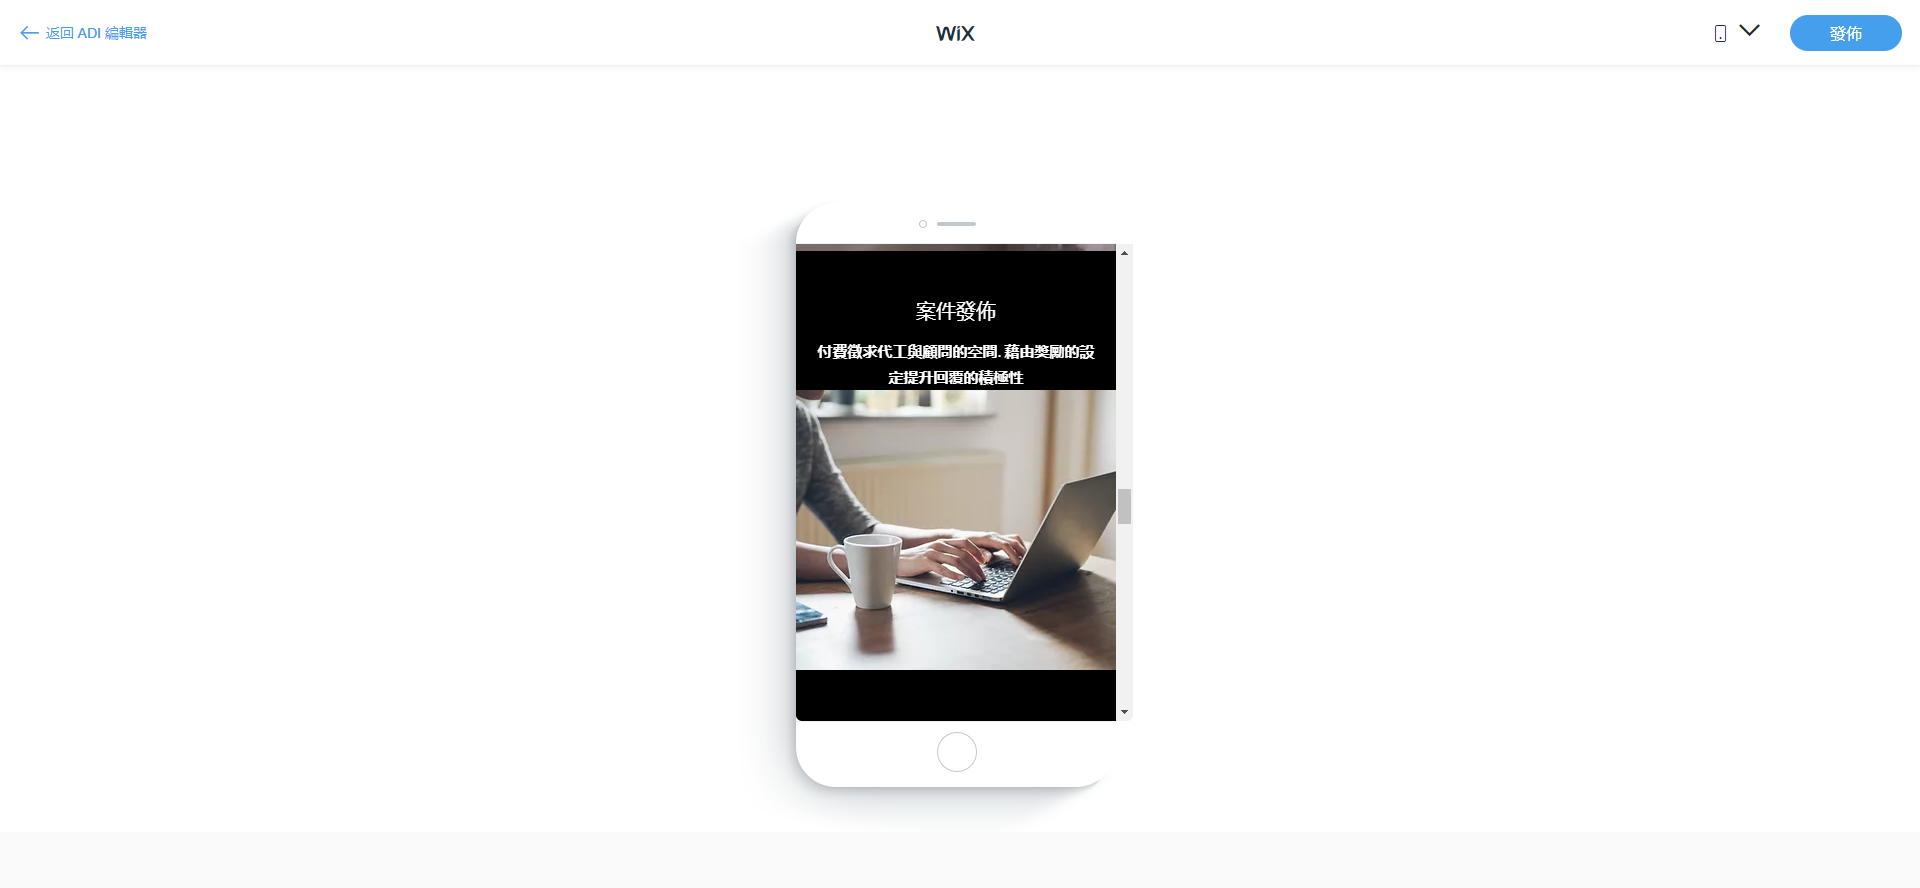 返回 ADI 編輯器
WiX
發佈
案件發佈
付費徵求代工與顧問的空間. 藉由獎勵的設
定提升回覆的積極性